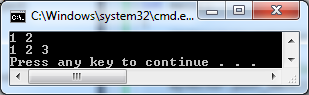 C:\Windows\system32\cmd.e...
1 2
1 2 3
Press any key to continue . . .